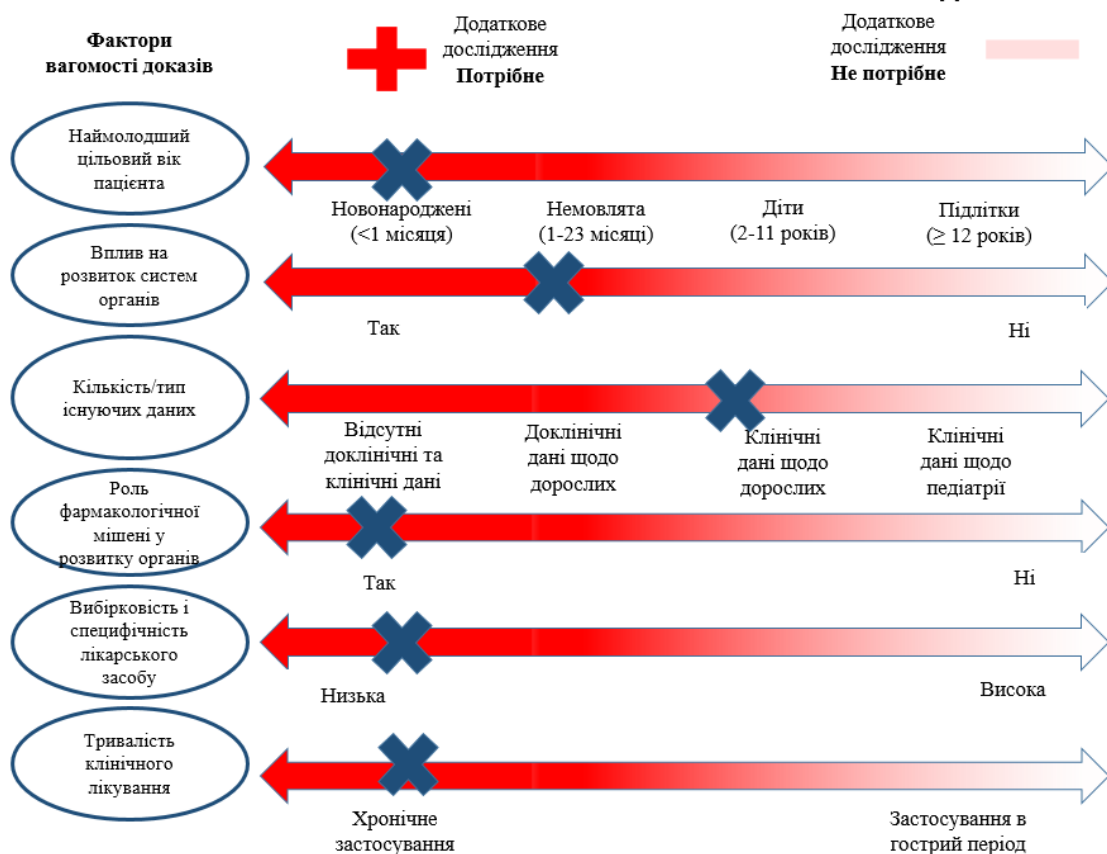 Фактори
вагомості доказів
Додаткове
дослідження
Потрібне
Додаткове
дослідження
Не потрібне
Наймолодший
цільовий вік
пацієнта
Новонароджені
(<1 місяця)
Немовлята
(1-23 місяці)
Діти
(2-11 років)
Підлітки
(≥ 12 років)
Вплив на
розвиток систем
органів
Так
Ні
Кількість/тип
існуючих даних
Відсутні
доклінічні та
клінічні дані
Доклінічні
дані щодо
дорослих
Клінічні
дані щодо
дорослих
Клінічні
дані щодо
педіатрії
Роль
фармакологічної
мішені у
розвитку органів
Так
Ні
Вибірковість і
специфічність
лікарського
засобу
Низька
Висока
Тривалість
клінічного
лікування
Хронічне
застосування
Застосування в
гострий період